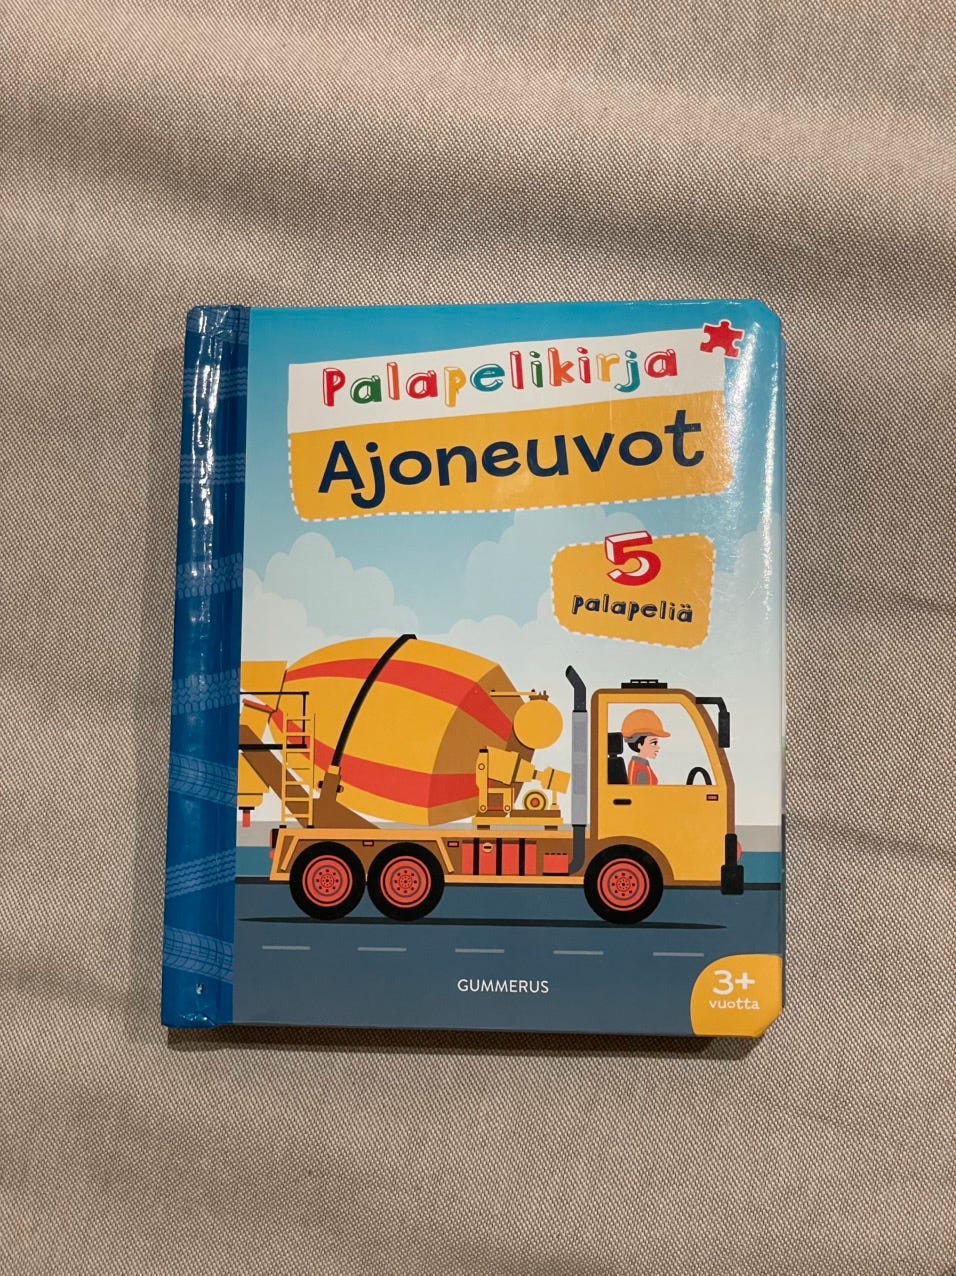 Palapelikirja
Ajoneuvot
5
palapeliä
GUMMERUS
3+
vuotta